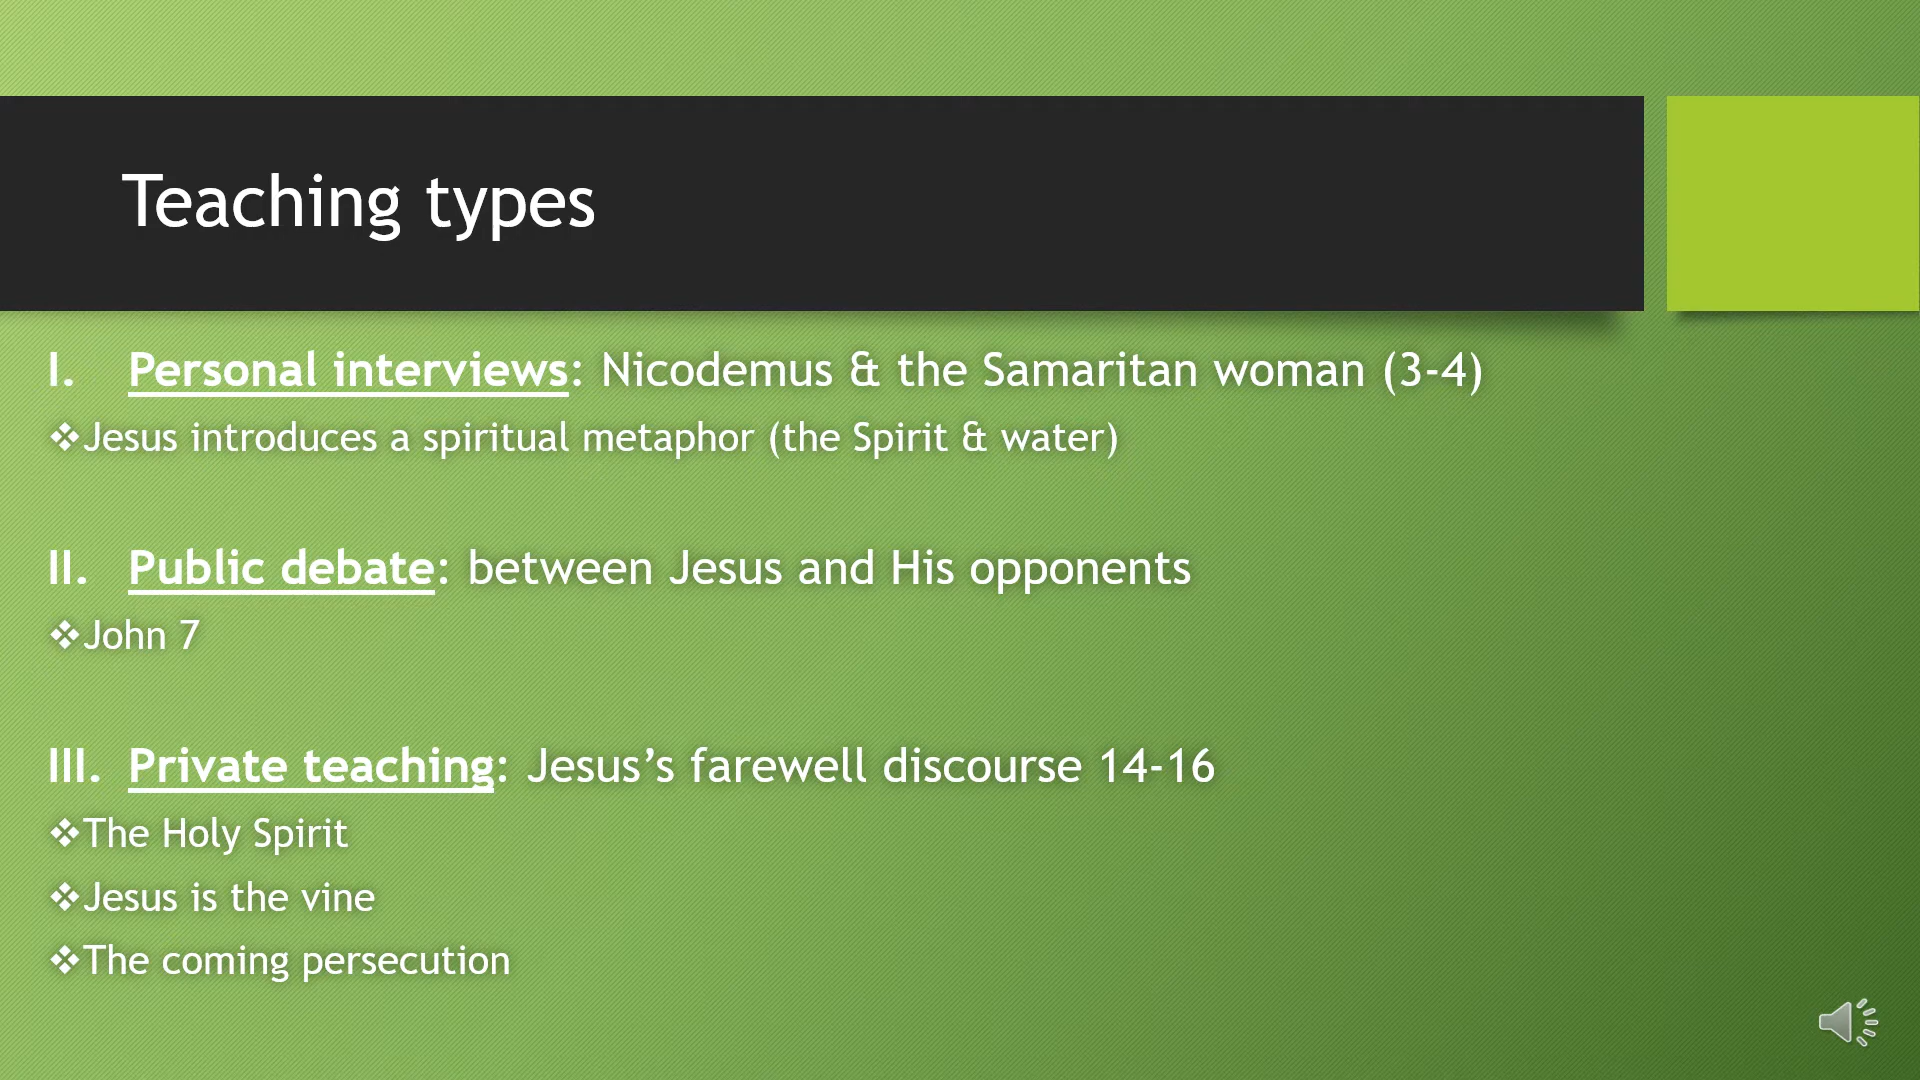 Teaching types
I. Personal interviews: Nicodemus & the Samaritan woman (3-4)
❖Jesus introduces a spiritual metaphor (the Spirit & water)
II. Public debate: between Jesus and His opponents
❖John 7
III. Private teaching: Jesus’s farewell discourse 14-16
❖The Holy Spirit
❖Jesus is the vine
❖The coming persecution